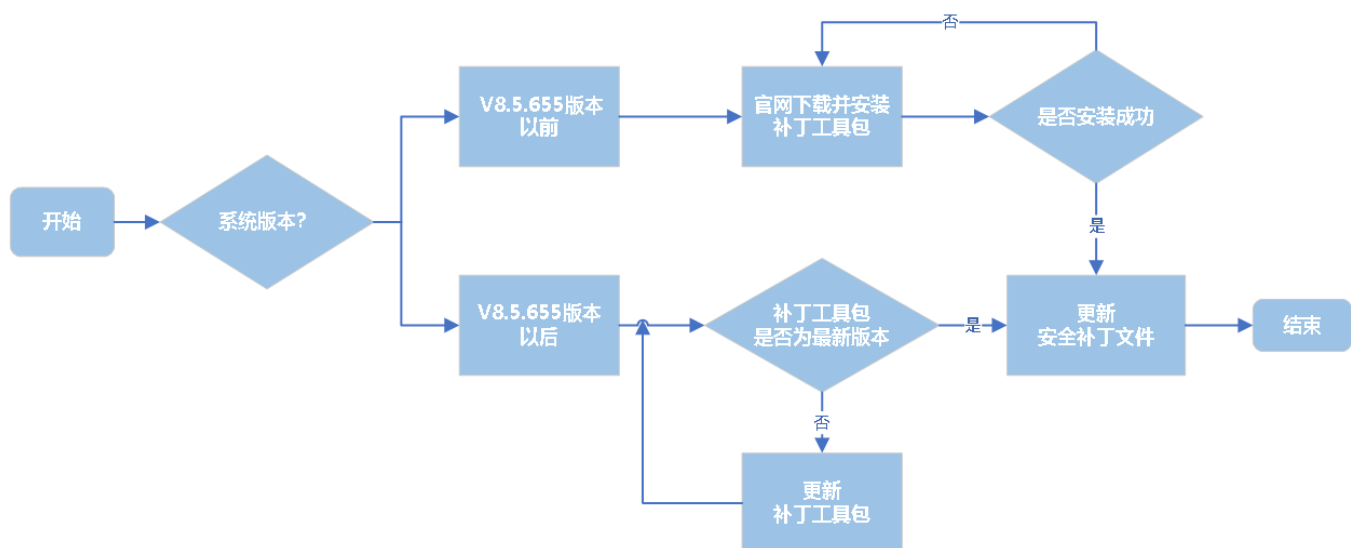 开始
系统版本?
V8.5.655版本
以前
官网下载并安装
补丁工具包
否
是否安装成功
是
V8.5.655版本
以后
补丁工具包
是否为最新版本
是
否
更新
补丁工具包
更新
安全补丁文件
结束